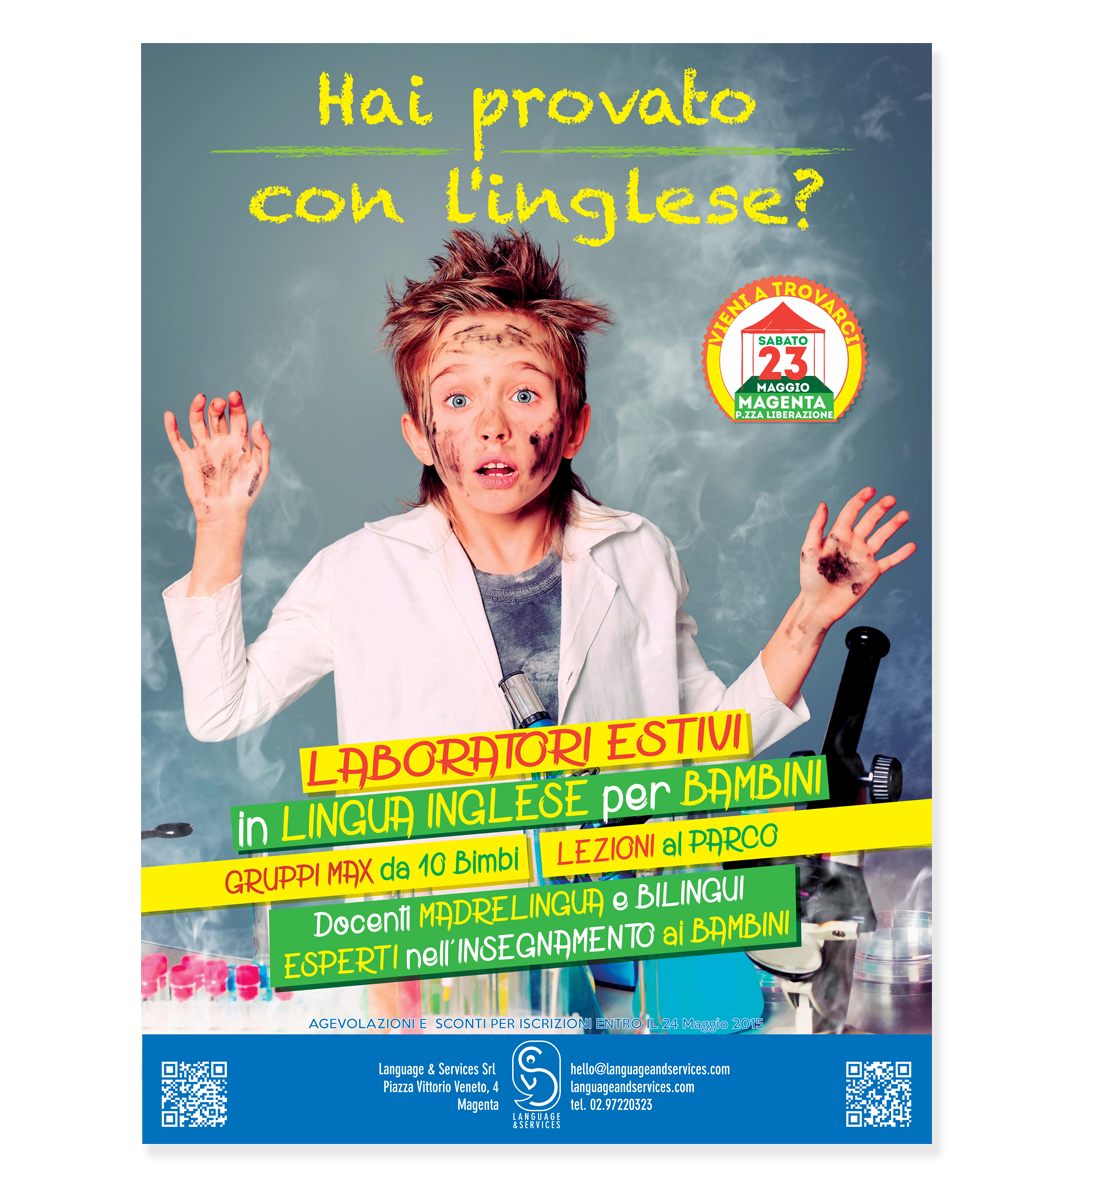 Hai provato
con l'inglese?
VIENI A TROVARCI
SABATO
23
MAGGIO
MAGENTA
P.ZZA LIBERAZIONE
LABORATORI ESTIVI
in LINGUA INGLESE per BAMBINI
GRUPPI MAX da 10 Bimbi
LEZIONI al PARCO
Docenti MADRELINGUA e BILINGUI
ESPERTI nell'INSEGNAMENTO ai BAMBINI
AGEVOLAZIONI E SCONTI PER ISCRIZIONI ENTRO IL 24 Maggio 2015
Language & Services Srl
Piazza Vittorio Veneto, 4
Magenta
LANGUAGE
&SERVICES
hello@languageandservices.com
languageandservices.com
tel. 02.97220323